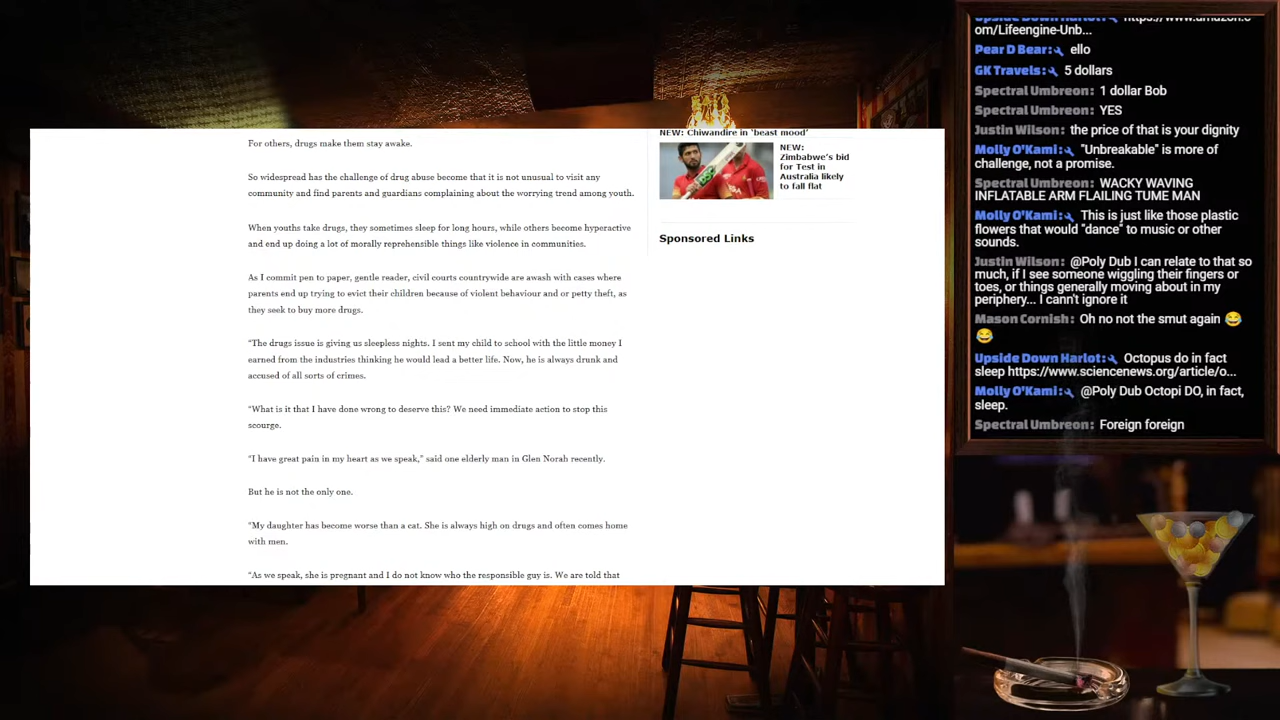 For others, drugs make them stay awake.
So widespread has the challenge of drug abuse become that it is not unusual to visit any
community and find parents and guardians complaining about the worrying trend among youth.
When youths take drugs, they sometimes sleep for long hours, while others become hyperactive
and end up doing a lot of morally reprehensible things like violence in communities.
As I commit pen to paper, gentle reader, civil courts countrywide are awash with cases where
parents end up trying to evict their children because of violent behaviour and or petty theft, as
they seek to buy more drugs.
“The drugs issue is giving us sleepless nights. I sent my child to school with the little money I
earned from the industries thinking he would lead a better life. Now, he is always drunk and
accused of all sorts of crimes.
“What is it that I have done wrong to deserve this? We need immediate action to stop this
scourge.
“I have great pain in my heart as we speak,” said one elderly man in Glen Norah recently.
But he is not the only one.
“My daughter has become worse than a cat. She is always high on drugs and often comes home
with men.
“As we speak, she is pregnant and I do not know who the responsible guy is. We are told that
NEW: Chiwandire in ‘beast mood’
NEW:
Zimbabwe’s bid
for Test in
Australia likely
to fall flat
Sponsored Links
Upside Down Harlot: https://www.amazon.c
om/Lifeengine-Unb...
Pear D Bear: ello
GK Travels: 5 dollars
Spectral Umbreon: 1 dollar Bob
Spectral Umbreon: YES
Justin Wilson: the price of that is your dignity
Molly O'Kami: "Unbreakable" is more of
challenge, not a promise.
Spectral Umbreon: WACKY WAVING
INFLATABLE ARM FLAILING TUME MAN
Molly O'Kami: This is just like those plastic
flowers that would "dance" to music or other
sounds.
Justin Wilson: @Poly Dub I can relate to that so
much, if I see someone wiggling their fingers or
toes, or things generally moving about in my
periphery... I cann't ignore it
Mason Cornish: Oh no not the smut again 😂
😂
Upside Down Harlot: Octopus do in fact
sleep https://www.sciencenews.org/article/o...
Molly O'Kami: @Poly Dub Octopi DO, in fact,
sleep.
Spectral Umbreon: Foreign foreign